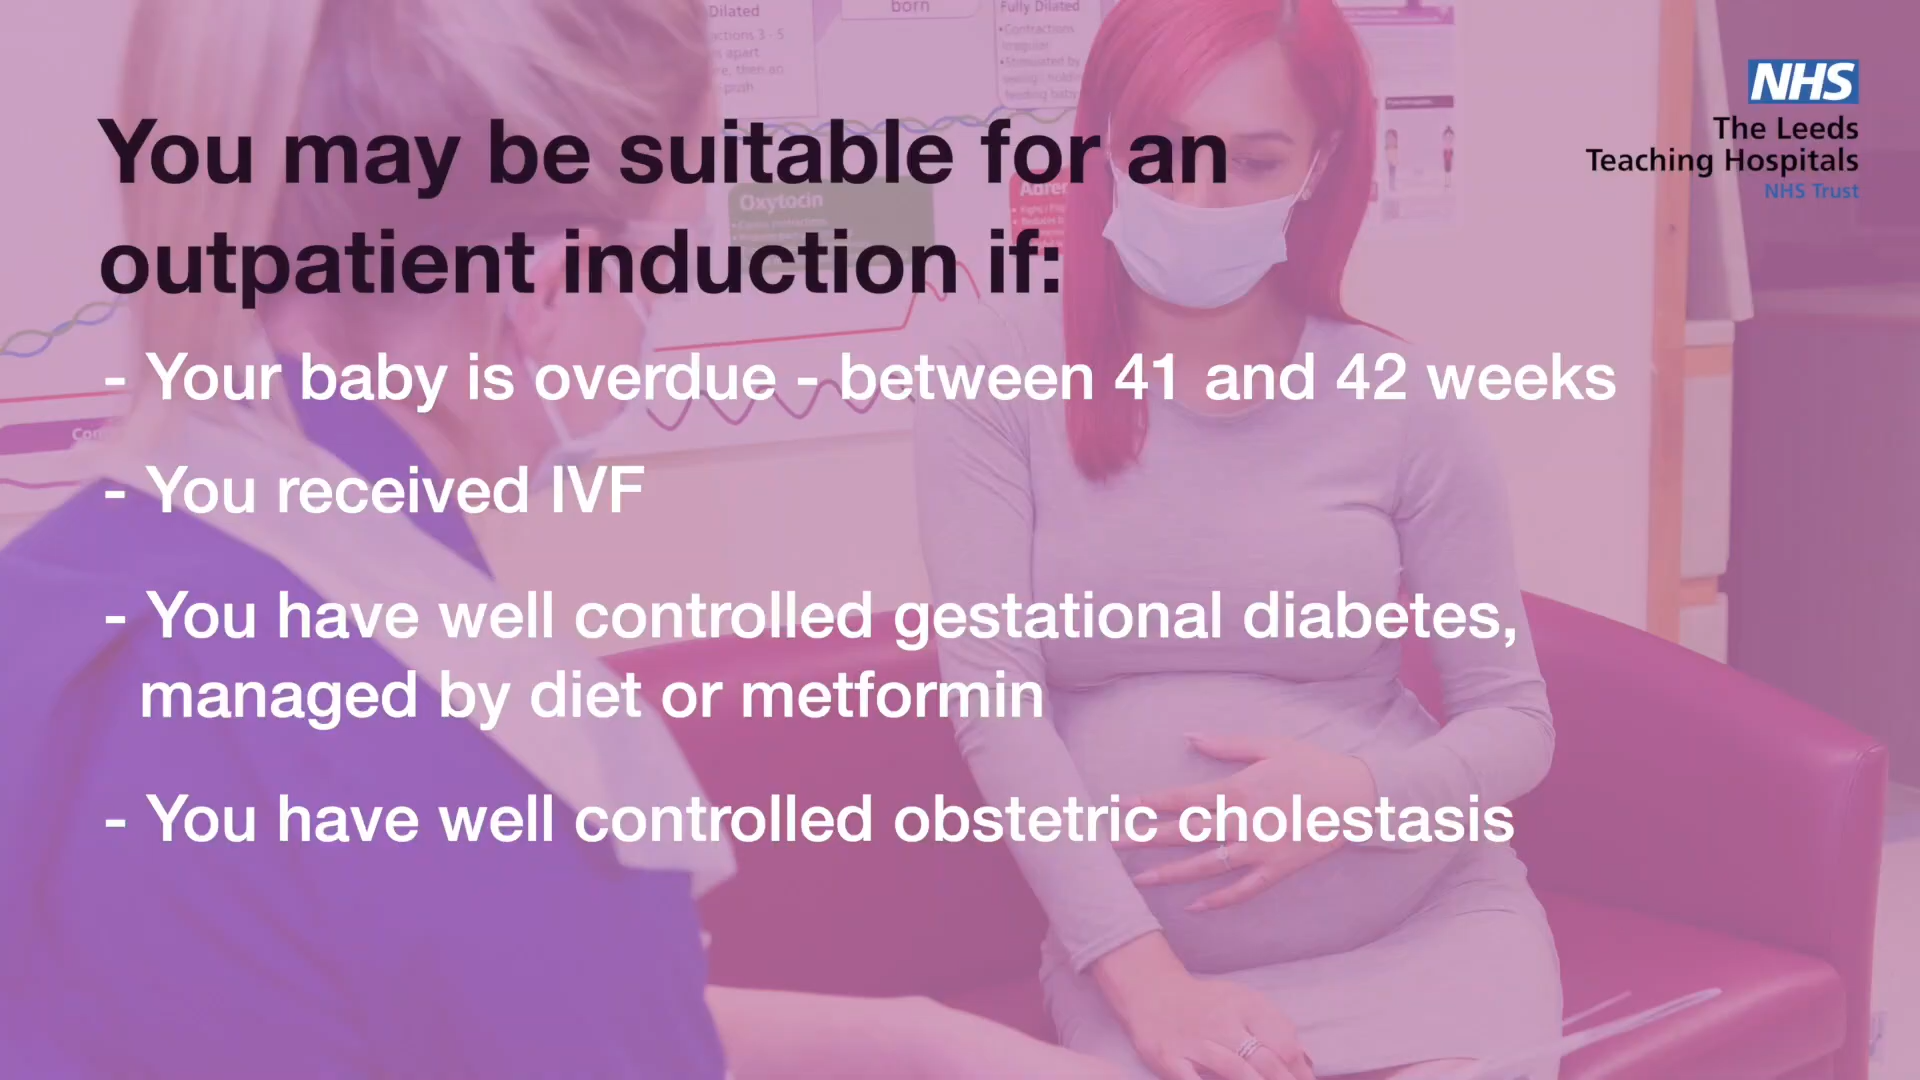 Dilated
born
Fully Dilated
NHS
The Leeds
Teaching Hospitals
NHS Trust
You may be suitable for an
outpatient induction if:
Oxytocin
- Your baby is overdue - between 41 and 42 weeks
- You received IVF
- You have well controlled gestational diabetes,
managed by diet or metformin
- You have well controlled obstetric cholestasis